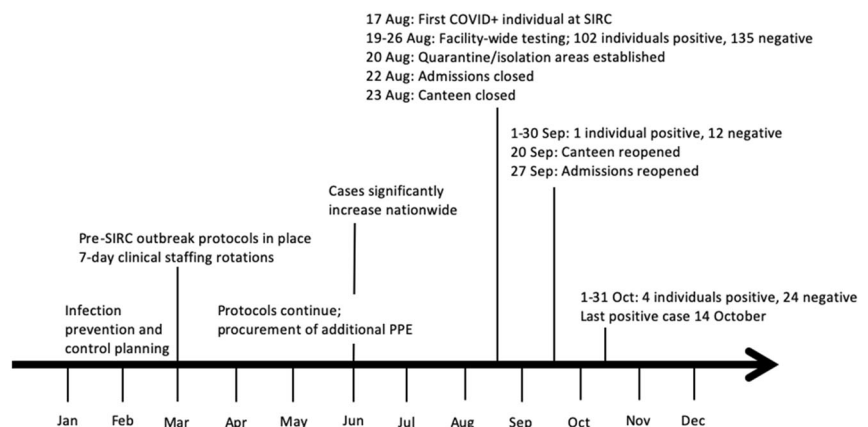 17 Aug: First COVID+ individual at SIRC
19-26 Aug: Facility-wide testing; 102 individuals positive, 135 negative
20 Aug: Quarantine/isolation areas established
22 Aug: Admissions closed
23 Aug: Canteen closed
1-30 Sep: 1 individual positive, 12 negative
20 Sep: Canteen reopened
27 Sep: Admissions reopened
Cases significantly
increase nationwide
Pre-SIRC outbreak protocols in place
7-day clinical staffing rotations
Infection
prevention and
control planning
Protocols continue;
procurement of additional PPE
1-31 Oct: 4 individuals positive, 24 negative
Last positive case 14 October
Jan Feb Mar Apr May Jun Jul Aug Sep Oct Nov Dec